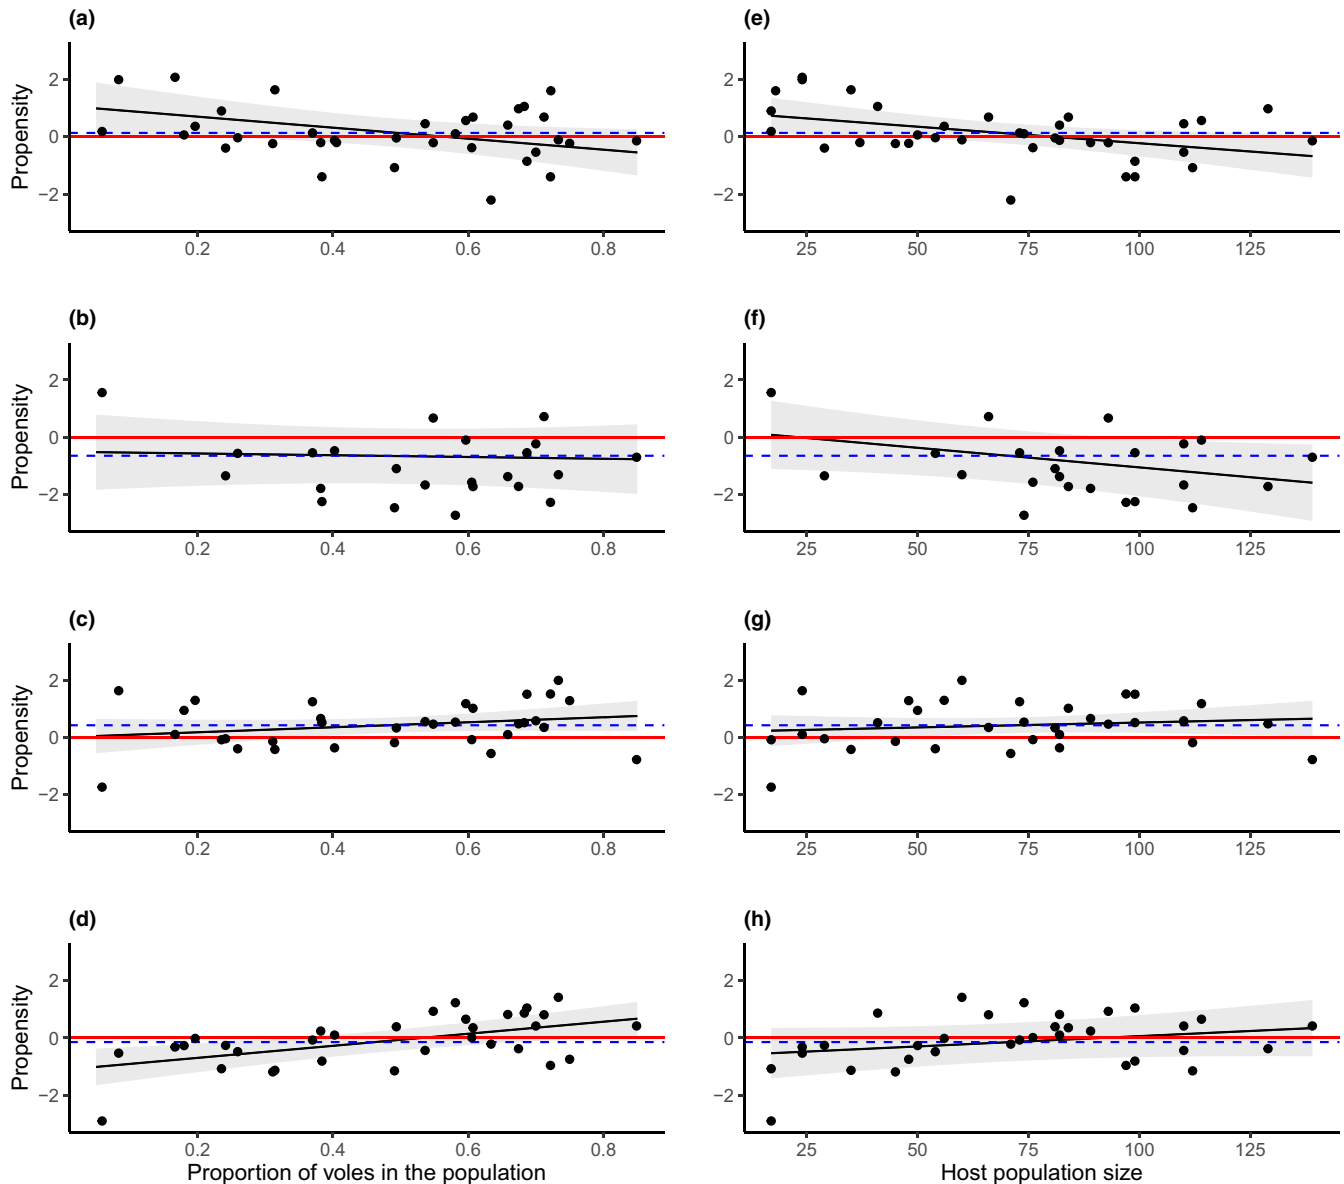 (a)
Propensity
2
0
−2
0.2 0.4 0.6 0.8
(e)
2
0
−2
25 50 75 100 125
(b)
Propensity
2
0
−2
0.2 0.4 0.6 0.8
(f)
2
0
−2
25 50 75 100 125
(c)
Propensity
2
0
−2
0.2 0.4 0.6 0.8
(g)
2
0
−2
25 50 75 100 125
(d)
Propensity
2
0
−2
0.2 0.4 0.6 0.8
Proportion of voles in the population
(h)
2
0
−2
25 50 75 100 125
Host population size